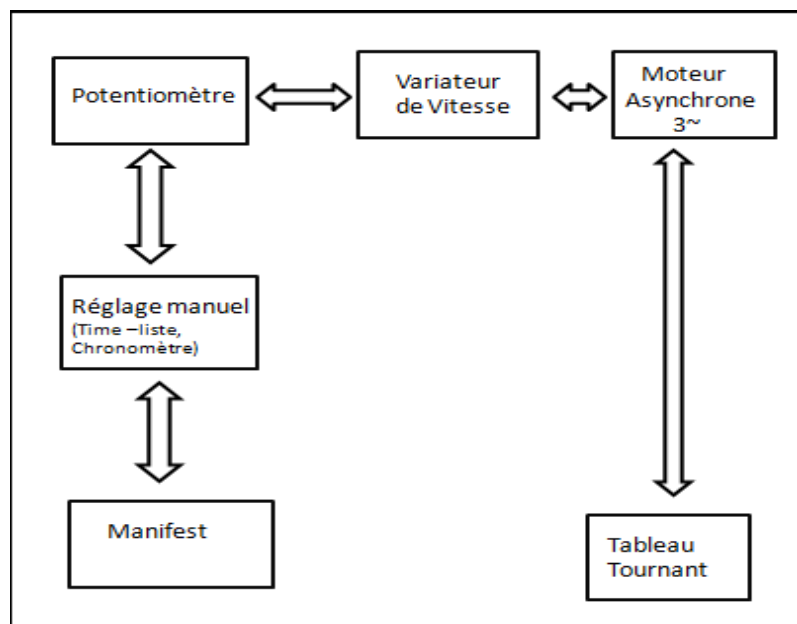 Potentiomètre
Variateur
de Vitesse
Moteur
Asynchrone
3~
Réglage manuel
(Time –liste,
Chronomètre)
Manifest
Tableau
Tournant